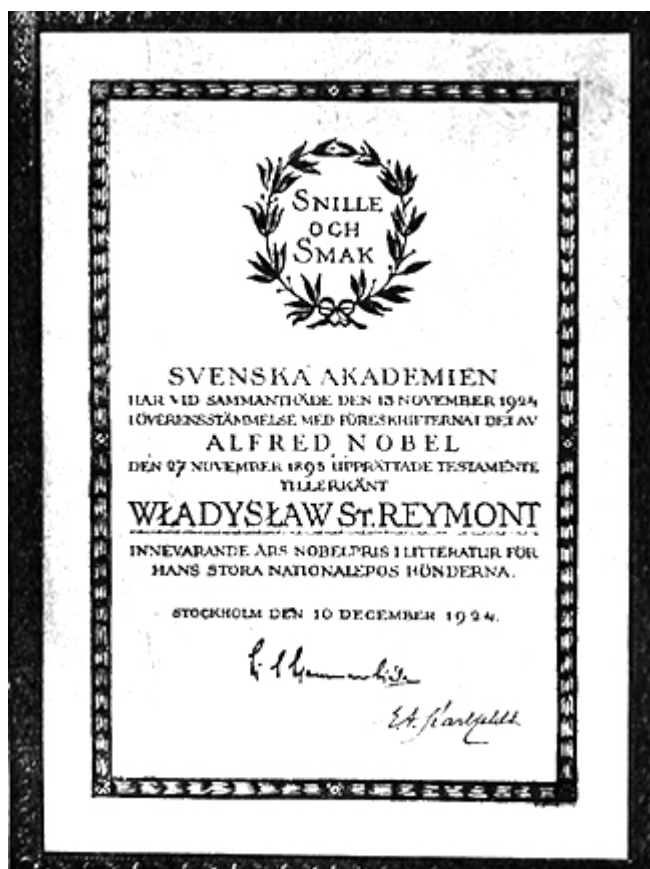 SNILLE
OCH
SMAK
SVENSKA AKADEMIEN
HAR VID SAMMANTRÄDE DEN 13 NOVEMBER 1924
I ÖVERENSSTÄMMELSE MED FÖRESKRIFTERNA I DET AV
ALFRED NOBEL
DEN 27 NOVEMBER 1895 UPPRÄTTADE TESTAMENTE
TILLERKÄNT
WŁADYSŁAW ST. REYMONT
INNEVARANDE ÅRS NOBELPRIS I LITTERATUR FÖR
HANS STORA NATIONALEPOS BÖNDERNA.
STOCKHOLM DEN 10 DECEMBER 1924.
E.A. Karlfeldt